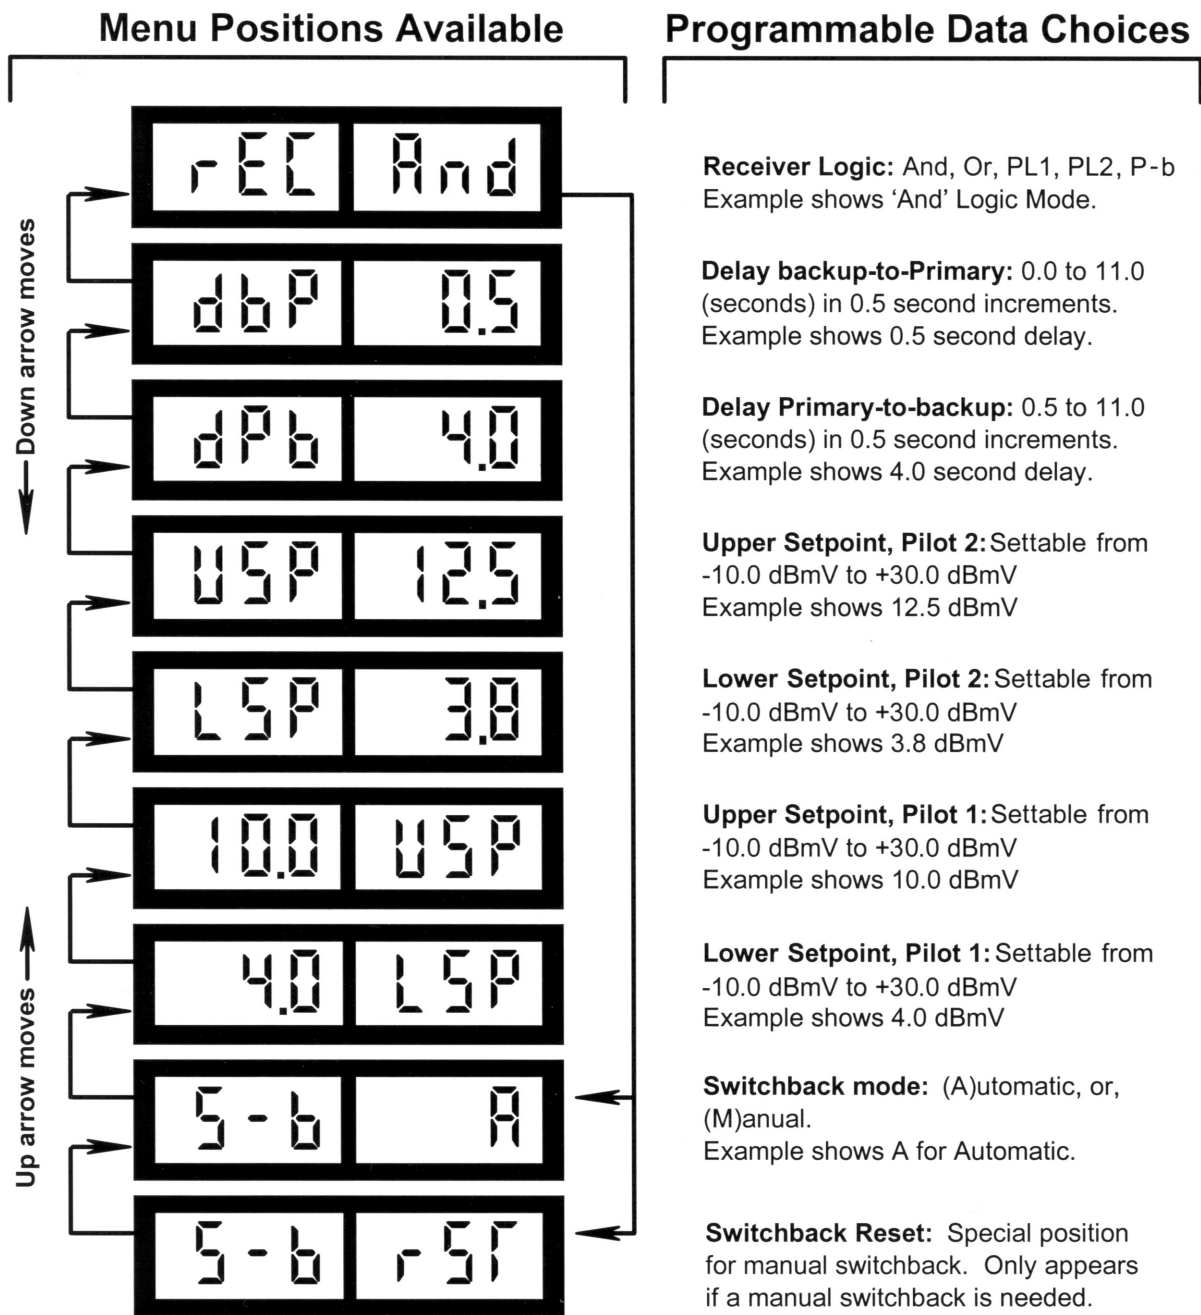 Menu Positions Available
Programmable Data Choices
rEC And
Receiver Logic: And, Or, PL1, PL2, P-b
Example shows ‘And’ Logic Mode.
dbP 0.5
Delay backup-to-Primary: 0.0 to 11.0
(seconds) in 0.5 second increments.
Example shows 0.5 second delay.
Down arrow moves
dPb 4.0
Delay Primary-to-backup: 0.5 to 11.0
(seconds) in 0.5 second increments.
Example shows 4.0 second delay.
USP 12.5
Upper Setpoint, Pilot 2: Settable from
-10.0 dBmV to +30.0 dBmV
Example shows 12.5 dBmV
LSP 3.8
Lower Setpoint, Pilot 2: Settable from
-10.0 dBmV to +30.0 dBmV
Example shows 3.8 dBmV
10.0 USP
Upper Setpoint, Pilot 1: Settable from
-10.0 dBmV to +30.0 dBmV
Example shows 10.0 dBmV
Up arrow moves
4.0 LSP
Lower Setpoint, Pilot 1: Settable from
-10.0 dBmV to +30.0 dBmV
Example shows 4.0 dBmV
S-b A
Switchback mode: (A)utomatic, or,
(M)anual.
Example shows A for Automatic.
S-b rST
Switchback Reset: Special position
for manual switchback. Only appears
if a manual switchback is needed.